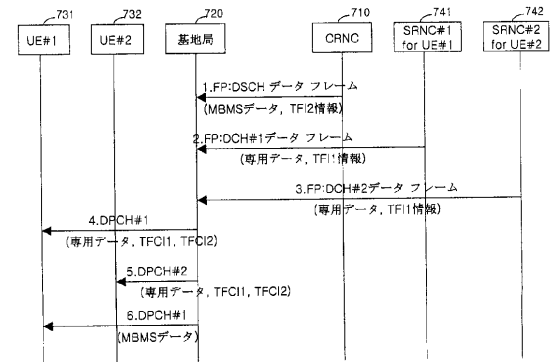 731 732 720 710 741 742
UE#1 UE#2 基地局 CRNC SRNC#1 for UE#1 SRNC#2 for UE#2
1.FP:DSCH データ フレーム
(MBMSデータ, TFI2情報)
2.FP:DCH#1データ フレーム
(専用データ, TFI1情報)
3.FP:DCH#2データ フレーム
(専用データ, TFI1情報)
4.DPCH#1
(専用データ, TFCI1, TFCI2)
5.DPCH#2
(専用データ, TFCI1, TFCI2)
6.DPCH#1
(MBMSデータ)